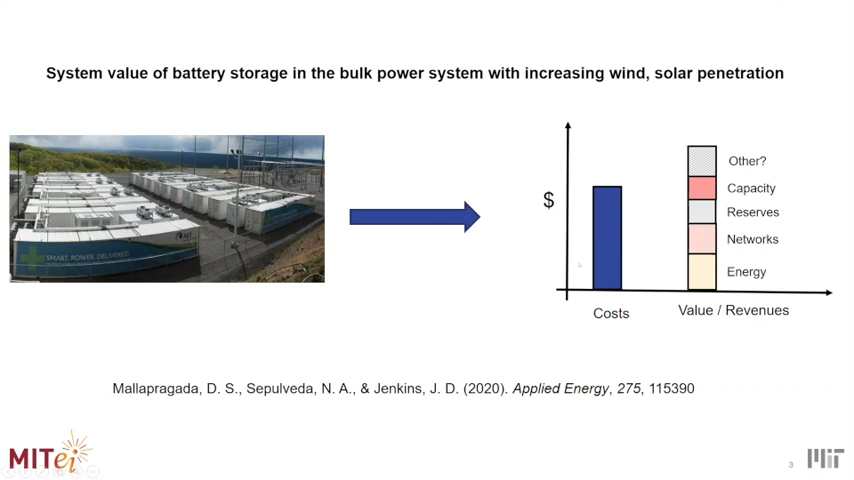 System value of battery storage in the bulk power system with increasing wind, solar penetration
SMART POWER DELIVERED
$
Other?
Capacity
Reserves
Networks
Energy
Costs
Value / Revenues
Mallapragada, D. S., Sepulveda, N. A., & Jenkins, J. D. (2020). Applied Energy, 275, 115390
MITei
3
MIT